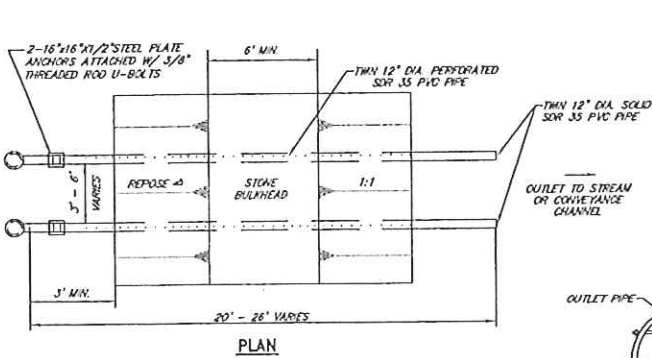 2-16"x16"x1/2" STEEL PLATE
ANCHORS ATTACHED W/ 3/8"
THREADED ROD U-BOLTS
6' MIN.
TWIN 12" DIA. PERFORATED
SDR 35 PVC PIPE
TWIN 12" DIA. SOLID
SDR 35 PVC PIPE
3' - 6'
VARIES
REPOSE
STONE
BULKHEAD
1:1
OUTLET TO STREAM
OR CONVEYANCE
CHANNEL
3' MIN.
20' - 26' VARIES
OUTLET PIPE
PLAN